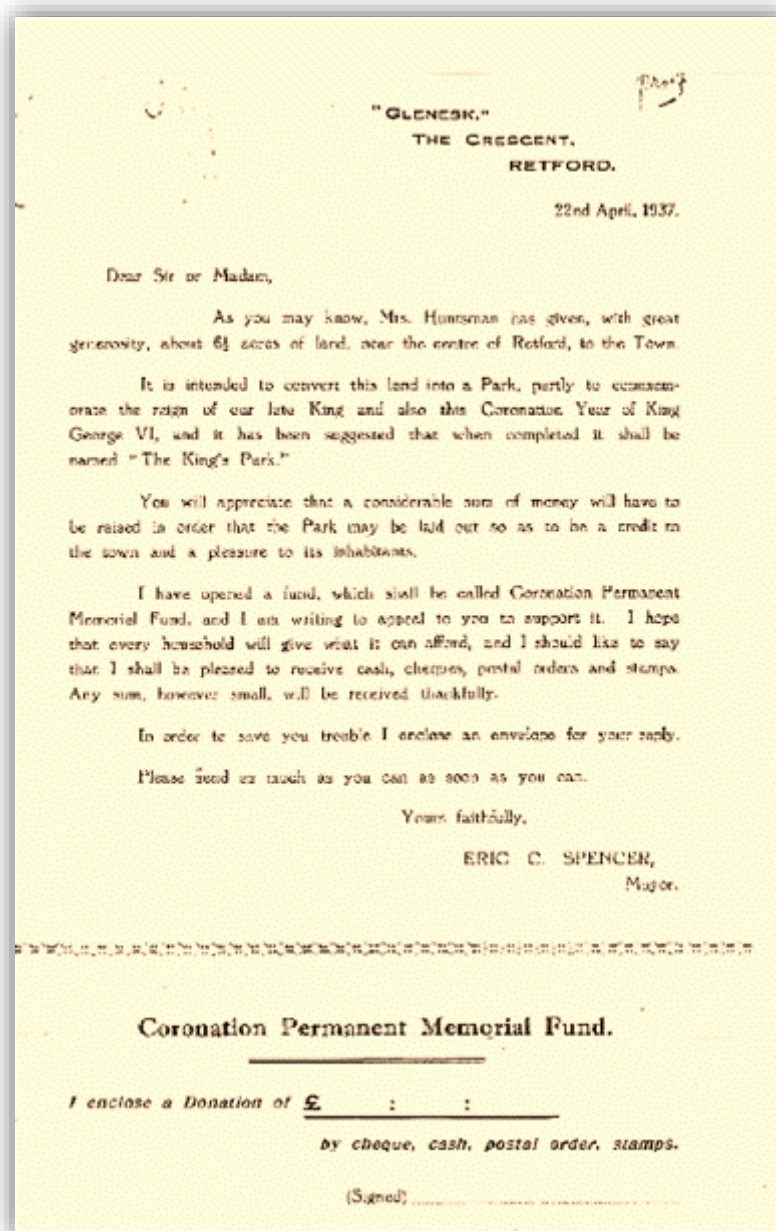 proof
"GLENESK,"
THE CRESCENT,
RETFORD.
22nd April, 1937.
Dear Sir or Madam,
As you may know, Mrs. Huntsman has given, with great
generosity, about 6½ acres of land, near the centre of Retford, to the Town.
It is intended to convert this land into a Park, partly to commem-
orate the reign of our late King and also this Coronation Year of King
George VI, and it has been suggested that when completed it shall be
named "The King's Park."
You will appreciate that a considerable sum of money will have to
be raised in order that the Park may be laid out so as to be a credit to
the town and a pleasure to its inhabitants.
I have opened a fund, which shall be called Coronation Permanent
Memorial Fund, and I am writing to appeal to you to support it. I hope
that every household will give what it can afford, and I should like to say
that I shall be pleased to receive cash, cheques, postal orders and stamps.
Any sum, however small, will be received thankfully.
In order to save you trouble I enclose an envelope for your reply.
Please send as much as you can as soon as you can.
Yours faithfully,
ERIC C. SPENCER,
Mayor.
Coronation Permanent Memorial Fund.
I enclose a Donation of £ : :
by cheque, cash, postal order, stamps.
(Signed)